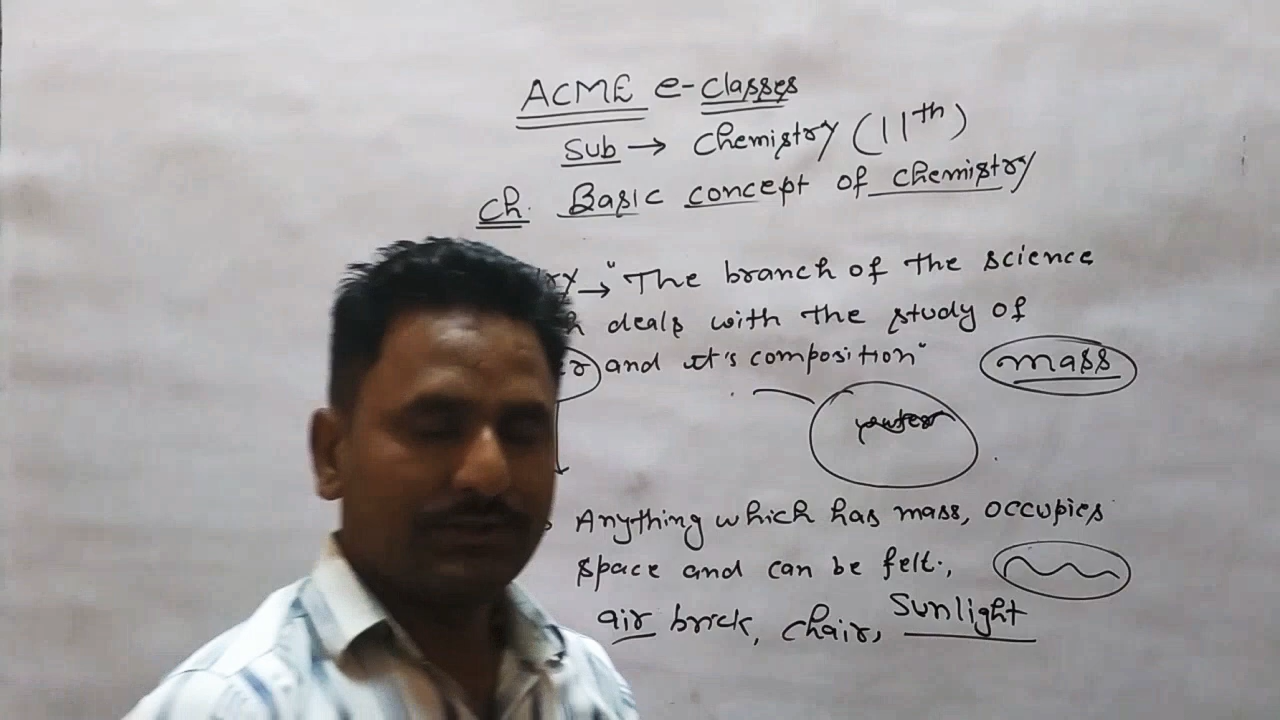 ACME e-classes
Sub → Chemistry (11th)
Ch. Basic concept of chemistry
ry → "The branch of the science
h deals with the study of
er and it's composition" mass
Anything which has mass, occupies
space and can be felt.,
air brick, chair, Sunlight